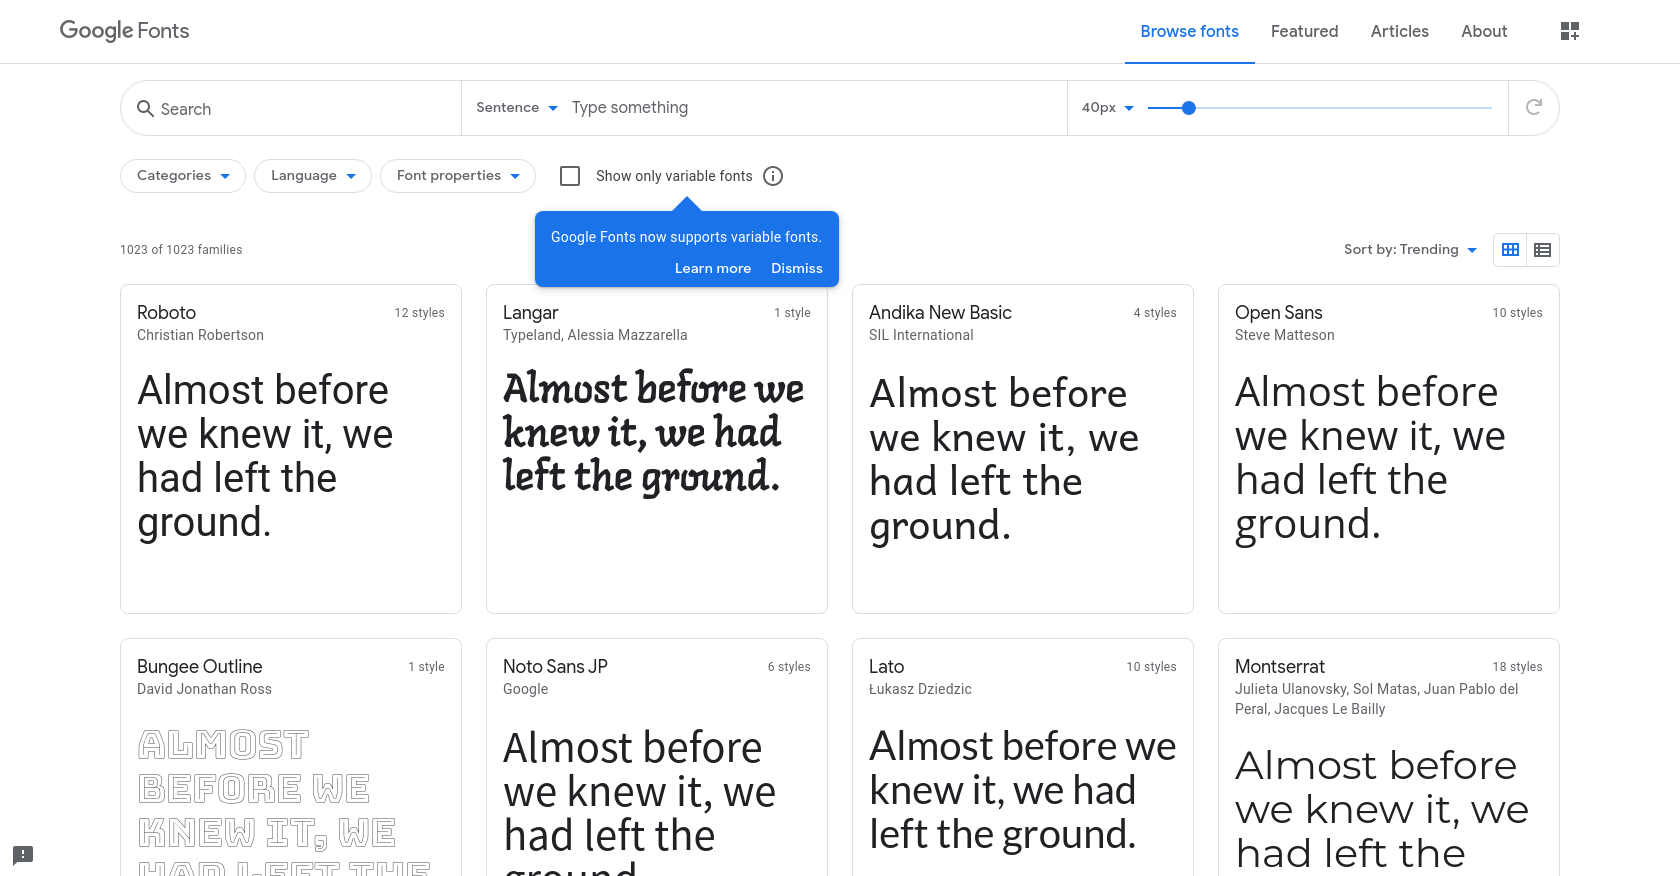 Google Fonts
Browse fonts
Featured
Articles
About
Search
Sentence
Type something
40px
Categories
Language
Font properties
Show only variable fonts
Google Fonts now supports variable fonts.
Learn more
Dismiss
1023 of 1023 families
Sort by: Trending
Roboto
12 styles
Christian Robertson
Almost before
we knew it, we
had left the
ground.
Langar
1 style
Typeland, Alessia Mazzarella
Almost before we
knew it, we had
left the ground.
Andika New Basic
4 styles
SIL International
Almost before
we knew it, we
had left the
ground.
Open Sans
10 styles
Steve Matteson
Almost before
we knew it, we
had left the
ground.
Bungee Outline
1 style
David Jonathan Ross
ALMOST
BEFORE WE
KNEW IT, WE
HAD LEFT THE
Noto Sans JP
6 styles
Google
Almost before
we knew it, we
had left the
ground.
Lato
10 styles
Łukasz Dziedzic
Almost before we
knew it, we had
left the ground.
Montserrat
18 styles
Julieta Ulanovsky, Sol Matas, Juan Pablo del
Peral, Jacques Le Bailly
Almost before
we knew it, we
had left the